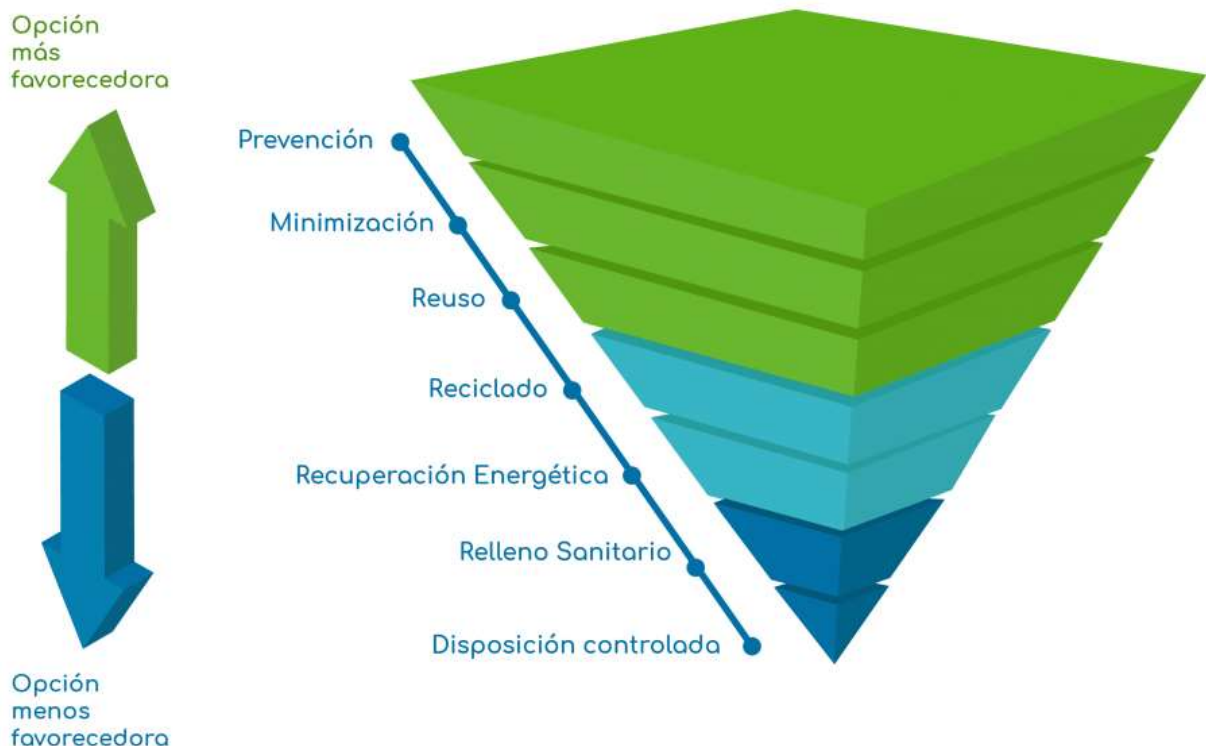 Opción
más
favorecedora
Prevención
Minimización
Reuso
Reciclado
Recuperación Energética
Relleno Sanitario
Disposición controlada
Opción
menos
favorecedora